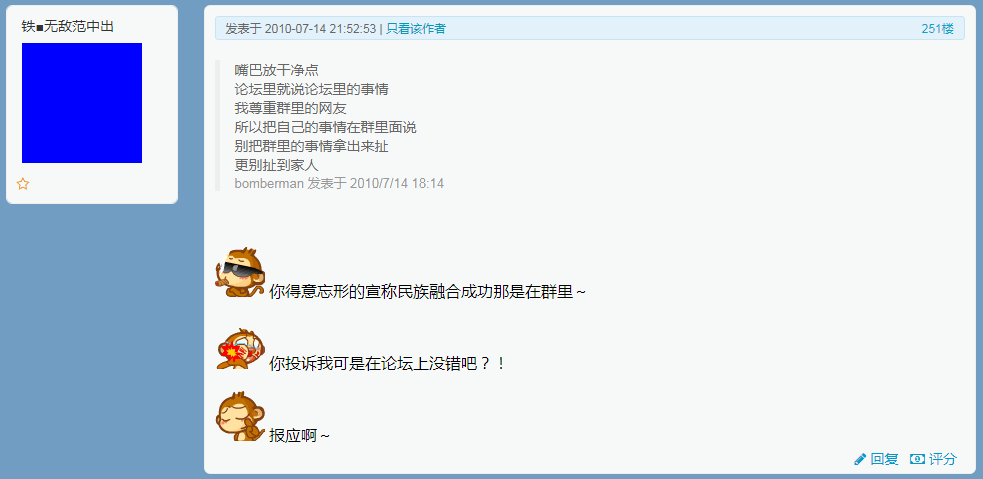 铁■无敌范中出
发表于 2010-07-14 21:52:53 | 只看该作者
251楼
嘴巴放干净点
论坛里就说论坛里的事情
我尊重群里的网友
所以把自己的事情在群里面说
别把群里的事情拿出来扯
更别扯到家人
bomberman 发表于 2010/7/14 18:14
你得意忘形的宣称民族融合成功那是在群里～
你投诉我可是在论坛上没错吧？！
报应啊～
回复 评分